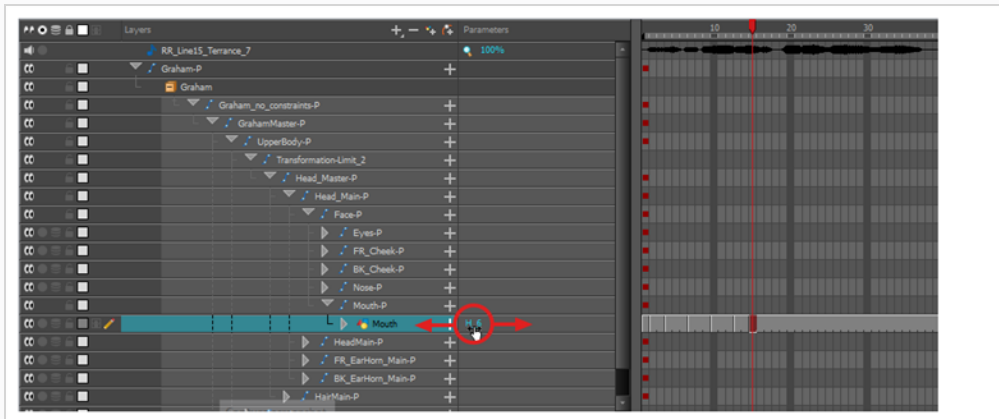 Layers Parameters 10 20 30
RR_Line15_Terrance_7 100%
Graham-P
Graham
Graham_no_constraints-P
GrahamMaster-P
UpperBody-P
Transformation-Limit_2
Head_Master-P
Head_Main-P
Face-P
Eyes-P
FR_Cheek-P
BK_Cheek-P
Nose-P
Mouth-P
Mouth
HeadMain-P
FR_EarHorn_Main-P
BK_EarHorn_Main-P
HairMain-P